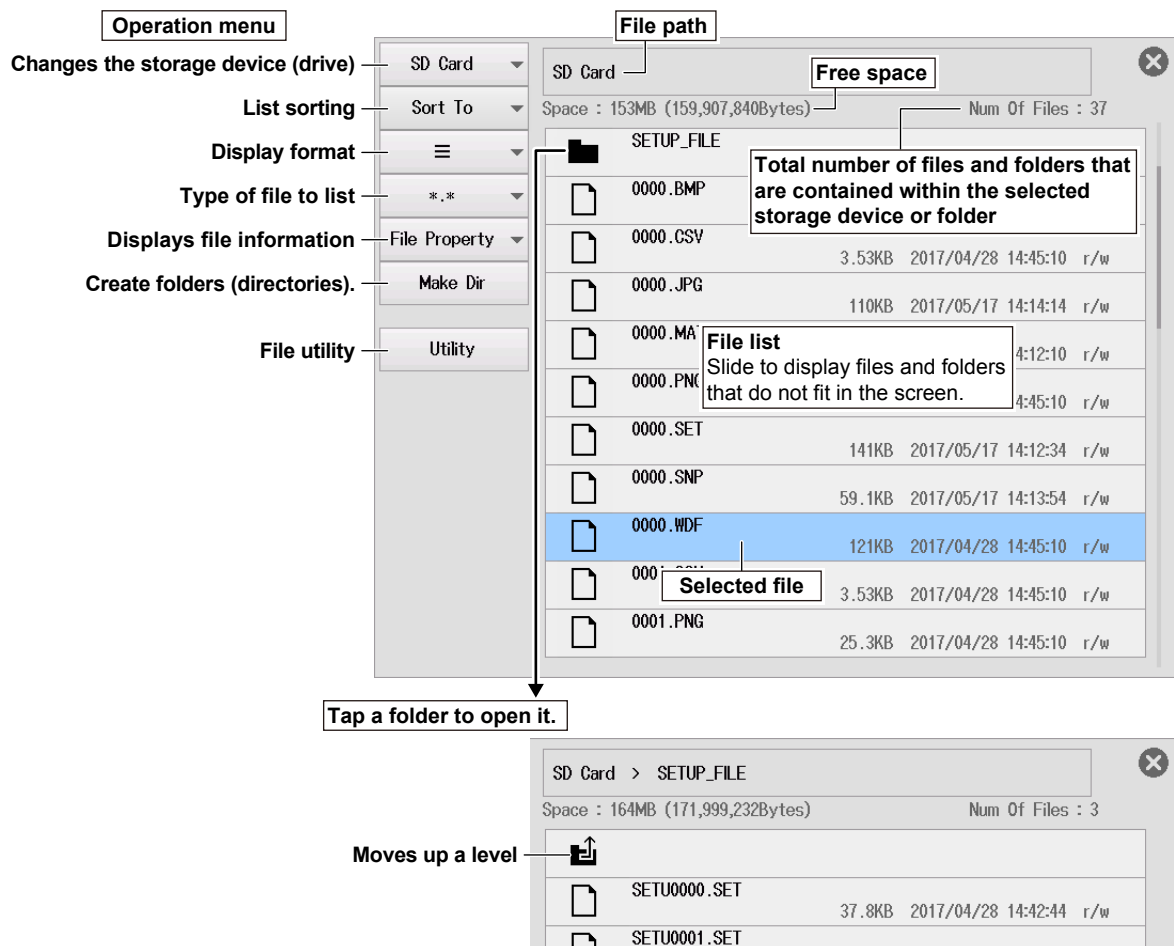 Operation menu
File path
Changes the storage device (drive)
SD Card
SD Card
Free space
List sorting
Sort To
Space : 153MB (159,907,840Bytes)
Num Of Files : 37
Display format
SETUP_FILE
Total number of files and folders that
are contained within the selected
storage device or folder
Type of file to list
*.*
0000.BMP
Displays file information
File Property
0000.CSV
3.53KB 2017/04/28 14:45:10 r/w
Create folders (directories).
Make Dir
0000.JPG
110KB 2017/05/17 14:14:14 r/w
File utility
Utility
0000.MA
File list
Slide to display files and folders
that do not fit in the screen.
4:12:10 r/w
0000.PNG
4:45:10 r/w
0000.SET
141KB 2017/05/17 14:12:34 r/w
0000.SNP
59.1KB 2017/05/17 14:13:54 r/w
0000.WDF
121KB 2017/04/28 14:45:10 r/w
Selected file
3.53KB 2017/04/28 14:45:10 r/w
0001.PNG
25.3KB 2017/04/28 14:45:10 r/w
Tap a folder to open it.
SD Card > SETUP_FILE
Space : 164MB (171,999,232Bytes)
Num Of Files : 3
Moves up a level
SETU0000.SET
37.8KB 2017/04/28 14:42:44 r/w
SETU0001.SET